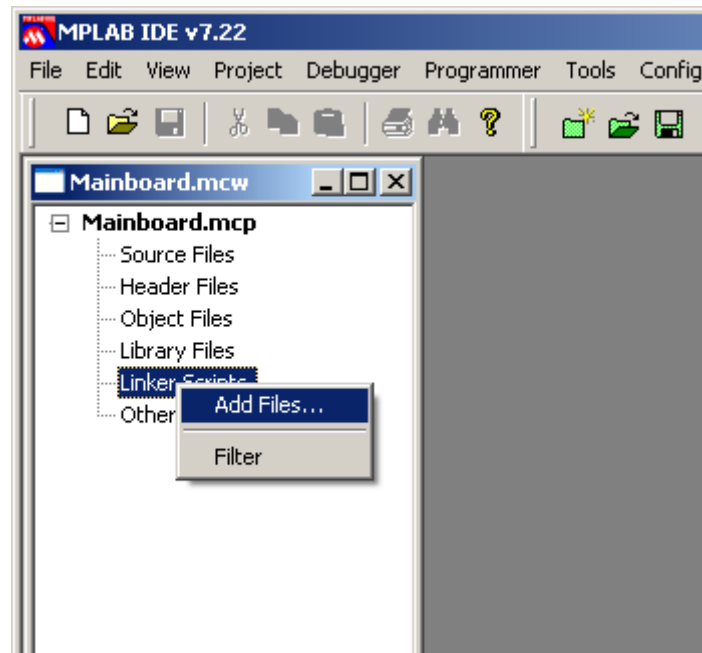 MPLAB IDE v7.22
File Edit View Project Debugger Programmer Tools Config
Mainboard.mcw
Mainboard.mcp
Source Files
Header Files
Object Files
Library Files
Linker Scripts
Add Files...
Other
Filter